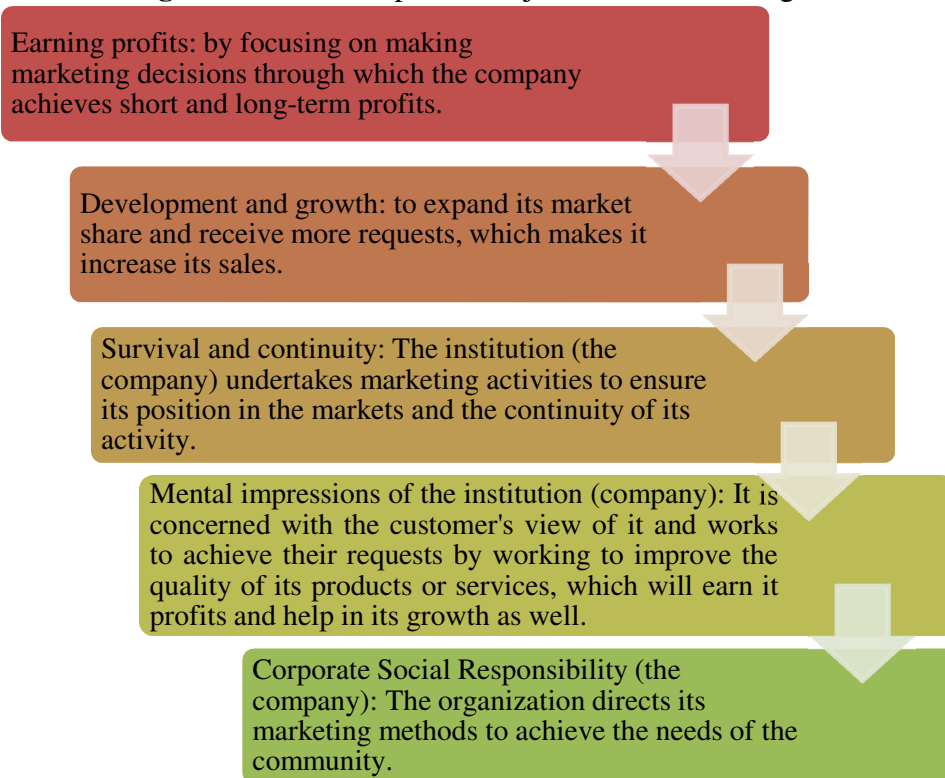 Earning profits: by focusing on making
marketing decisions through which the company
achieves short and long-term profits.
Development and growth: to expand its market
share and receive more requests, which makes it
increase its sales.
Survival and continuity: The institution (the
company) undertakes marketing activities to ensure
its position in the markets and the continuity of its
activity.
Mental impressions of the institution (company): It is
concerned with the customer's view of it and works
to achieve their requests by working to improve the
quality of its products or services, which will earn it
profits and help in its growth as well.
Corporate Social Responsibility (the
company): The organization directs its
marketing methods to achieve the needs of the
community.